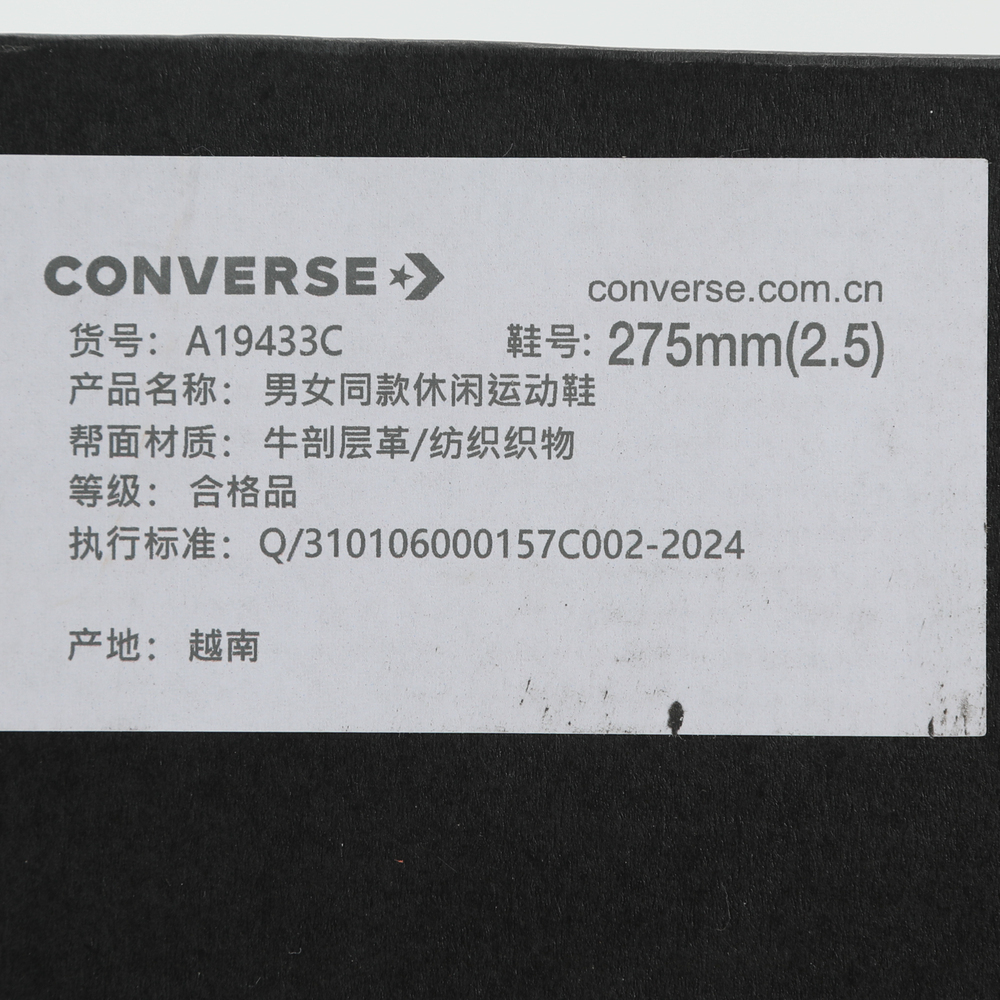 CONVERSE
converse.com.cn
货号: A19433C
鞋号: 275mm(2.5)
产品名称: 男女同款休闲运动鞋
帮面材质: 牛剖层革/纺织织物
等级: 合格品
执行标准: Q/310106000157C002-2024
产地: 越南